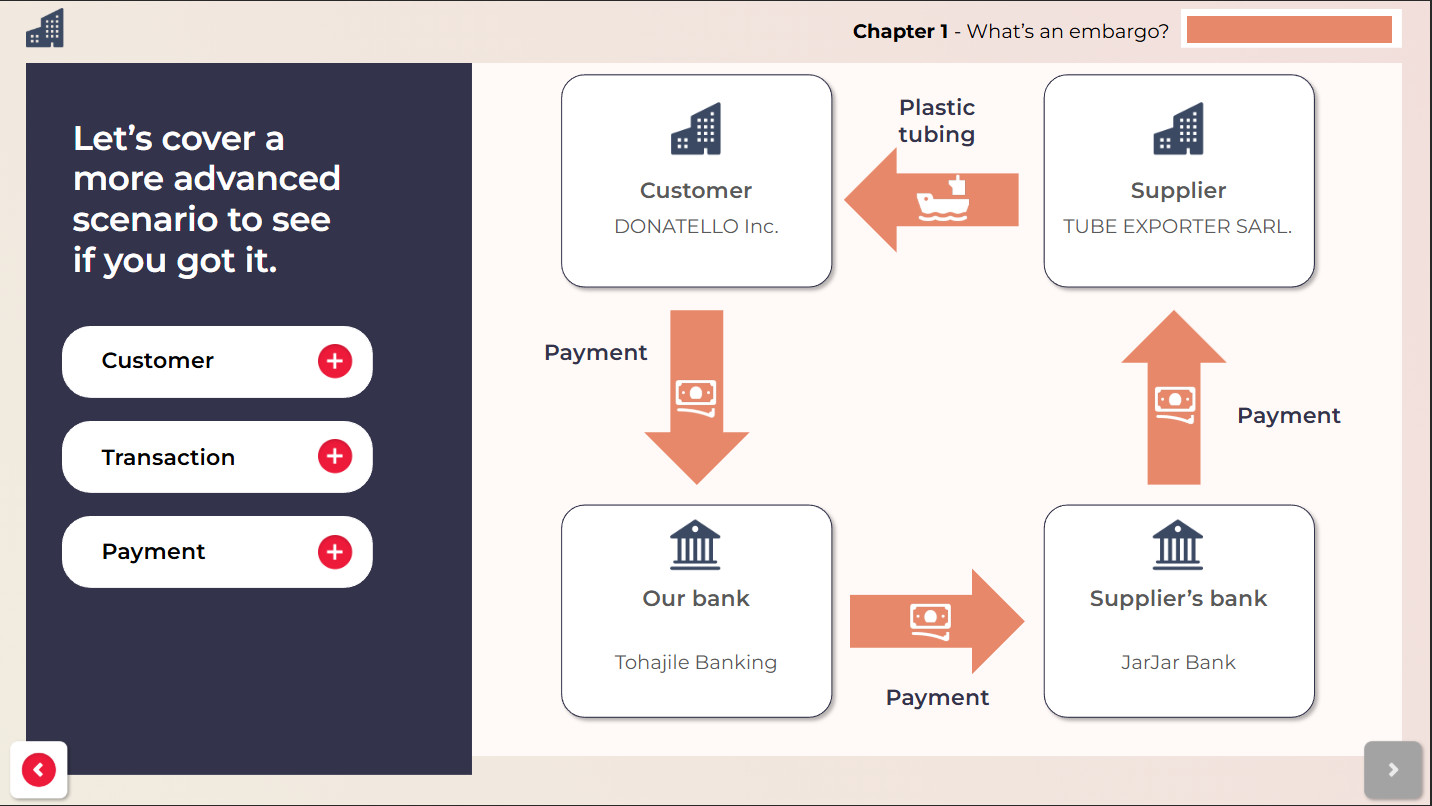 Chapter 1 - What's an embargo?
Let's cover a
more advanced
scenario to see
if you got it.
Customer
Transaction
Payment
Customer
DONATELLO Inc.
Plastic
tubing
Supplier
TUBE EXPORTER SARL.
Payment
Payment
Our bank
Tohajile Banking
Payment
Supplier's bank
JarJar Bank